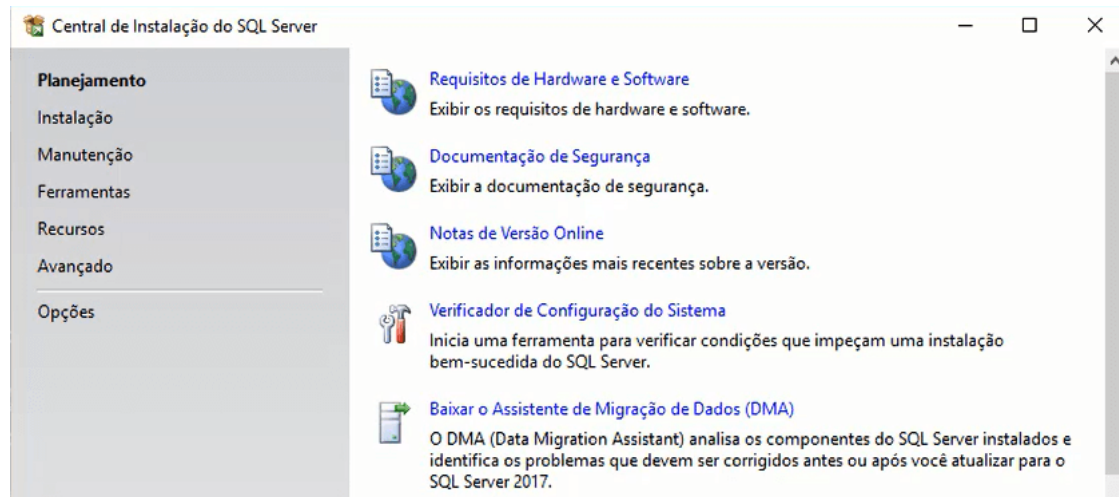 Central de Instalação do SQL Server
Planejamento
Instalação
Manutenção
Ferramentas
Recursos
Avançado
Opções
Requisitos de Hardware e Software
Exibir os requisitos de hardware e software.
Documentação de Segurança
Exibir a documentação de segurança.
Notas de Versão Online
Exibir as informações mais recentes sobre a versão.
Verificador de Configuração do Sistema
Inicia uma ferramenta para verificar condições que impeçam uma instalação
bem-sucedida do SQL Server.
Baixar o Assistente de Migração de Dados (DMA)
O DMA (Data Migration Assistant) analisa os componentes do SQL Server instalados e
identifica os problemas que devem ser corrigidos antes ou após você atualizar para o
SQL Server 2017.